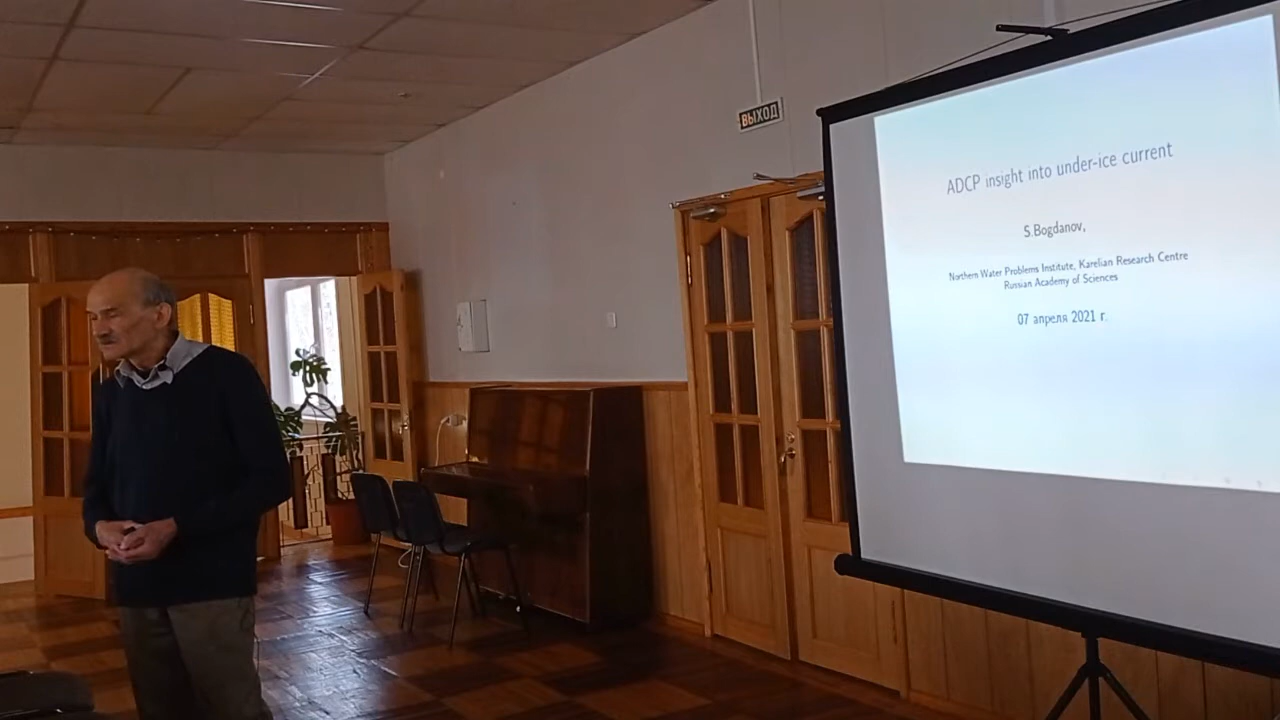 ВЫХОД
ADCP insight into under-ice current
S.Bogdanov,
Northern Water Problems Institute, Karelian Research Centre
Russian Academy of Sciences
07 апреля 2021 г.